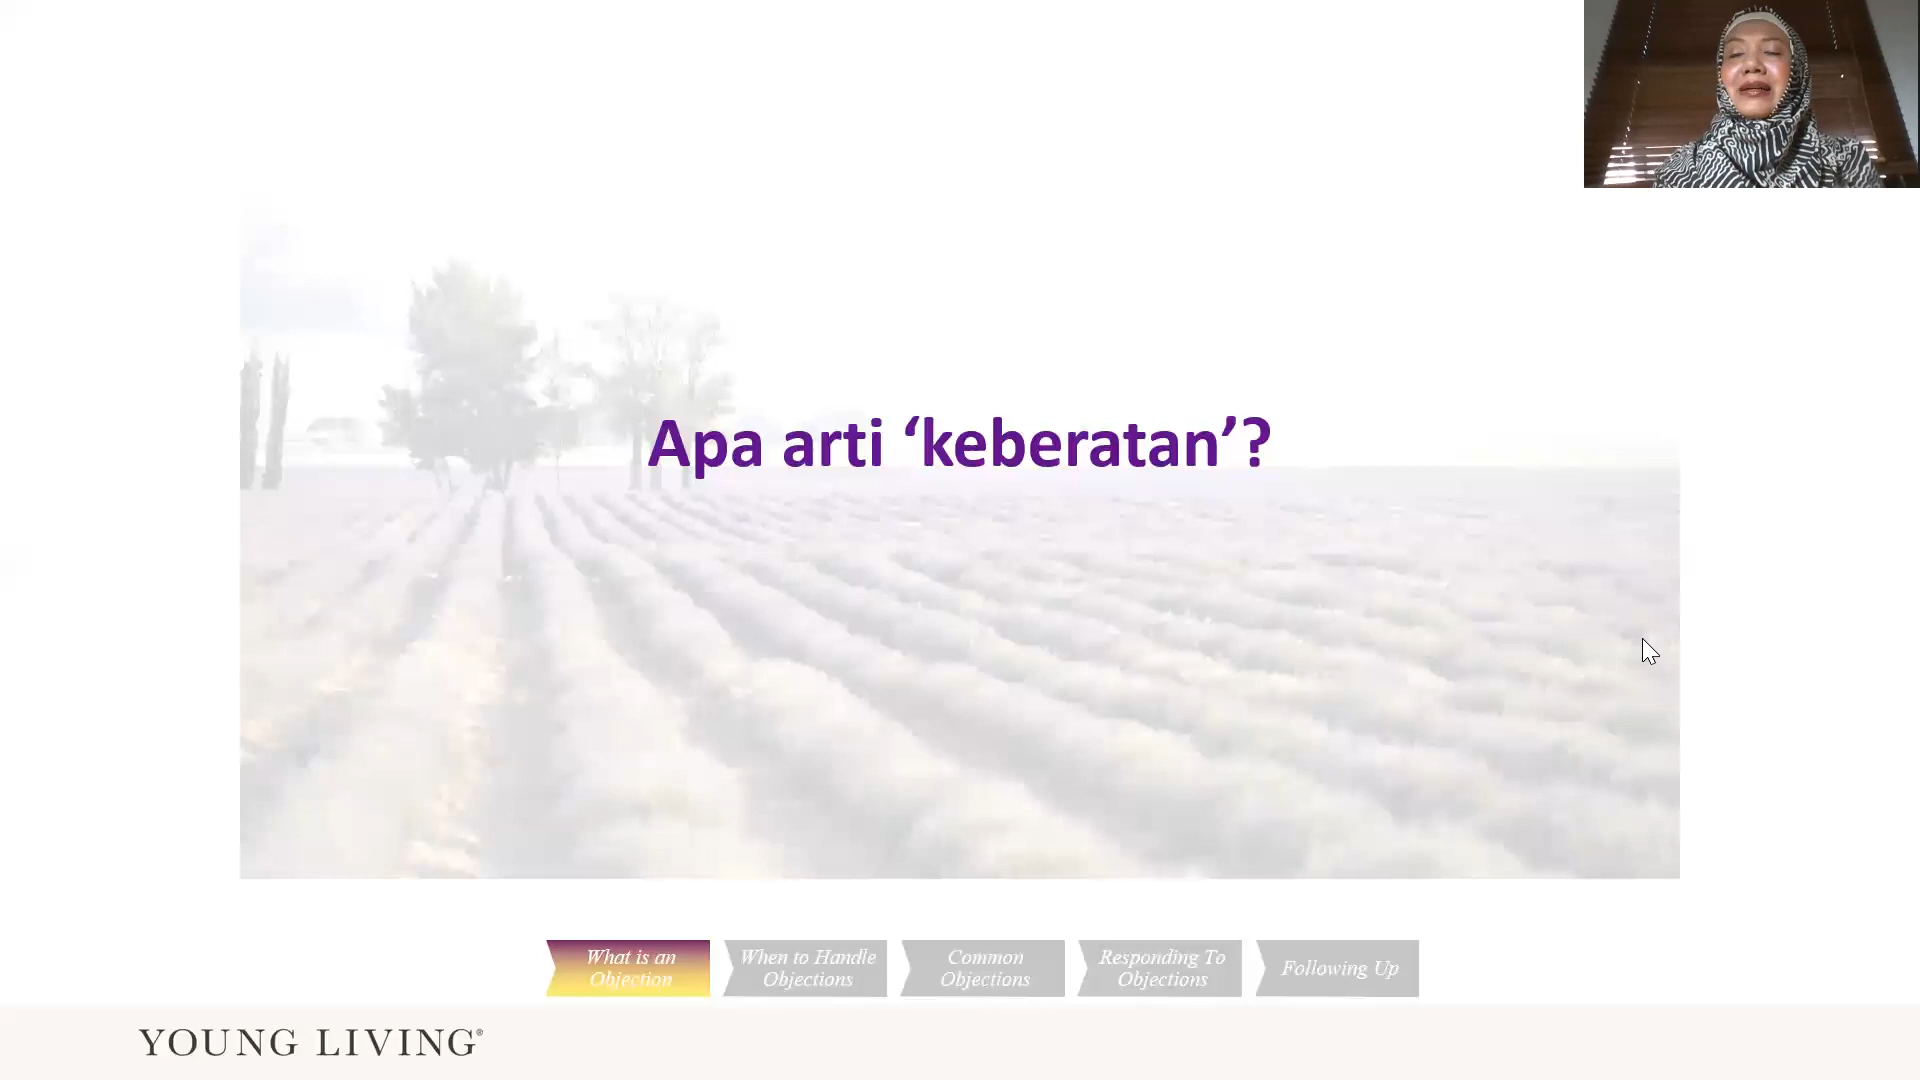 Apa arti ‘keberatan’?
What is an
Objection
When to Handle
Objections
Common
Objections
Responding To
Objections
Following Up
YOUNG LIVING®